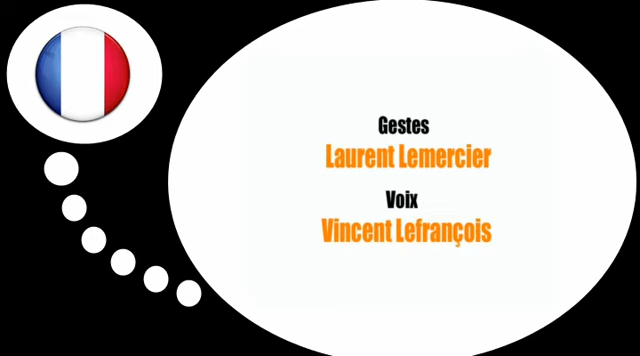 Gestes
Laurent Lemercier
Voix
Vincent Lefrançois